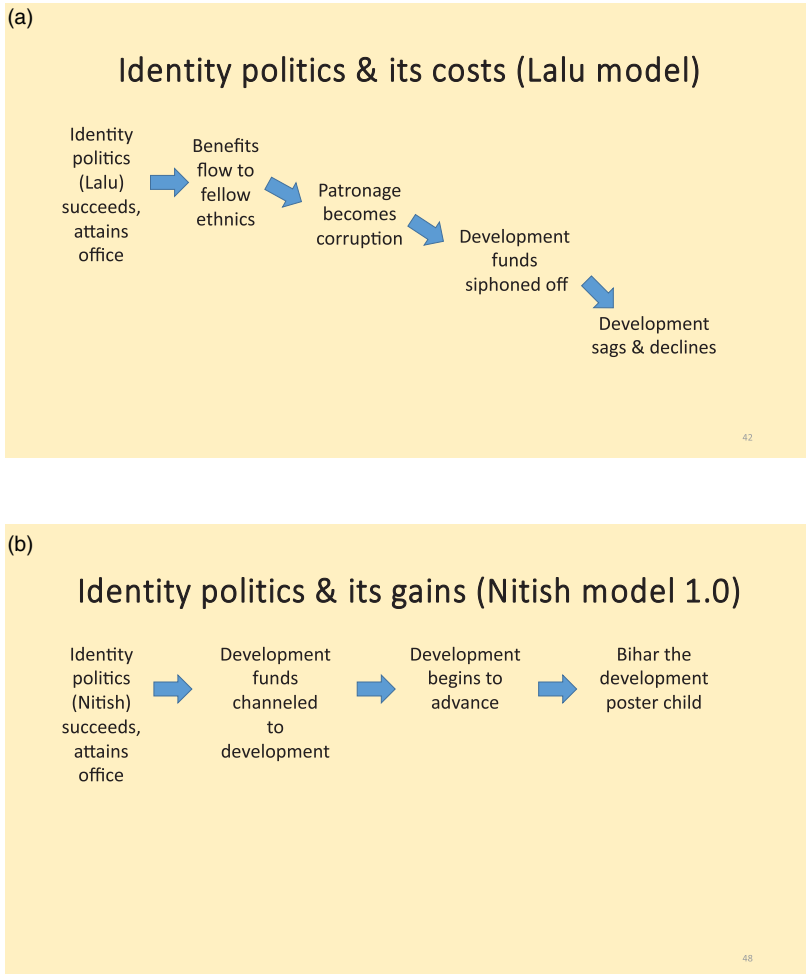 (a)
Identity politics & its costs (Lalu model)
Identity
politics
(Lalu)
succeeds,
attains
office
Benefits
flow to
fellow
ethnics
Patronage
becomes
corruption
Development
funds
siphoned off
Development
sags & declines
42
(b)
Identity politics & its gains (Nitish model 1.0)
Identity
politics
(Nitish)
succeeds,
attains
office
Development
funds
channeled
to
development
Development
begins to
advance
Bihar the
development
poster child
48